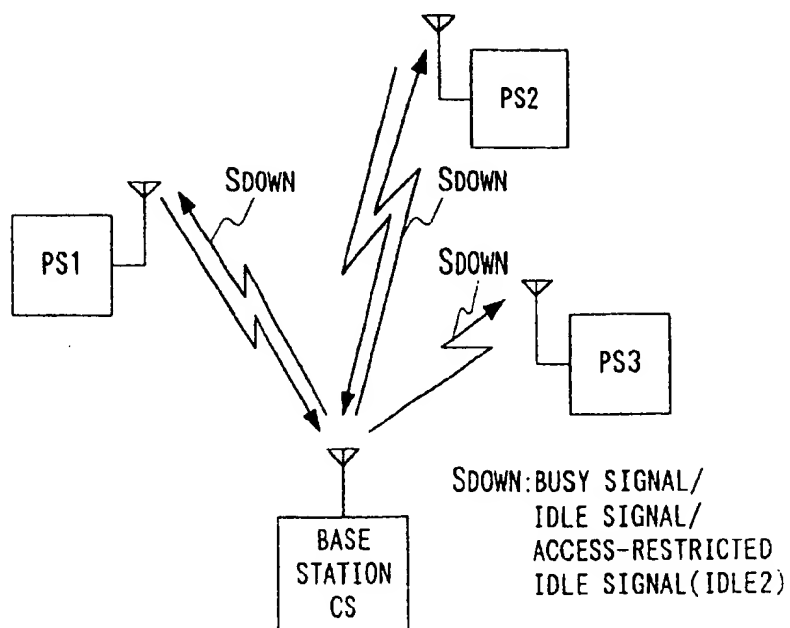 PS2
SDOWN
SDOWN
PS1
SDOWN
PS3
SDOWN:BUSY SIGNAL/
IDLE SIGNAL/
ACCESS-RESTRICTED
IDLE SIGNAL(IDLE2)
BASE
STATION
CS